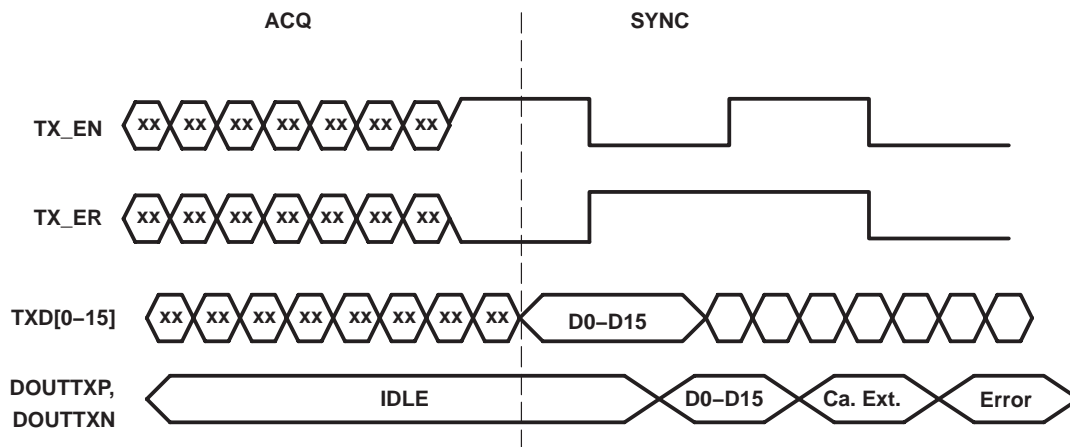 ACQ SYNC
TX_EN xx xx xx xx xx xx xx
TX_ER xx xx xx xx xx xx xx
TXD[0–15] xx xx xx xx xx xx xx xx D0–D15
DOUTTXP,
DOUTTXN
IDLE D0–D15 Ca. Ext. Error